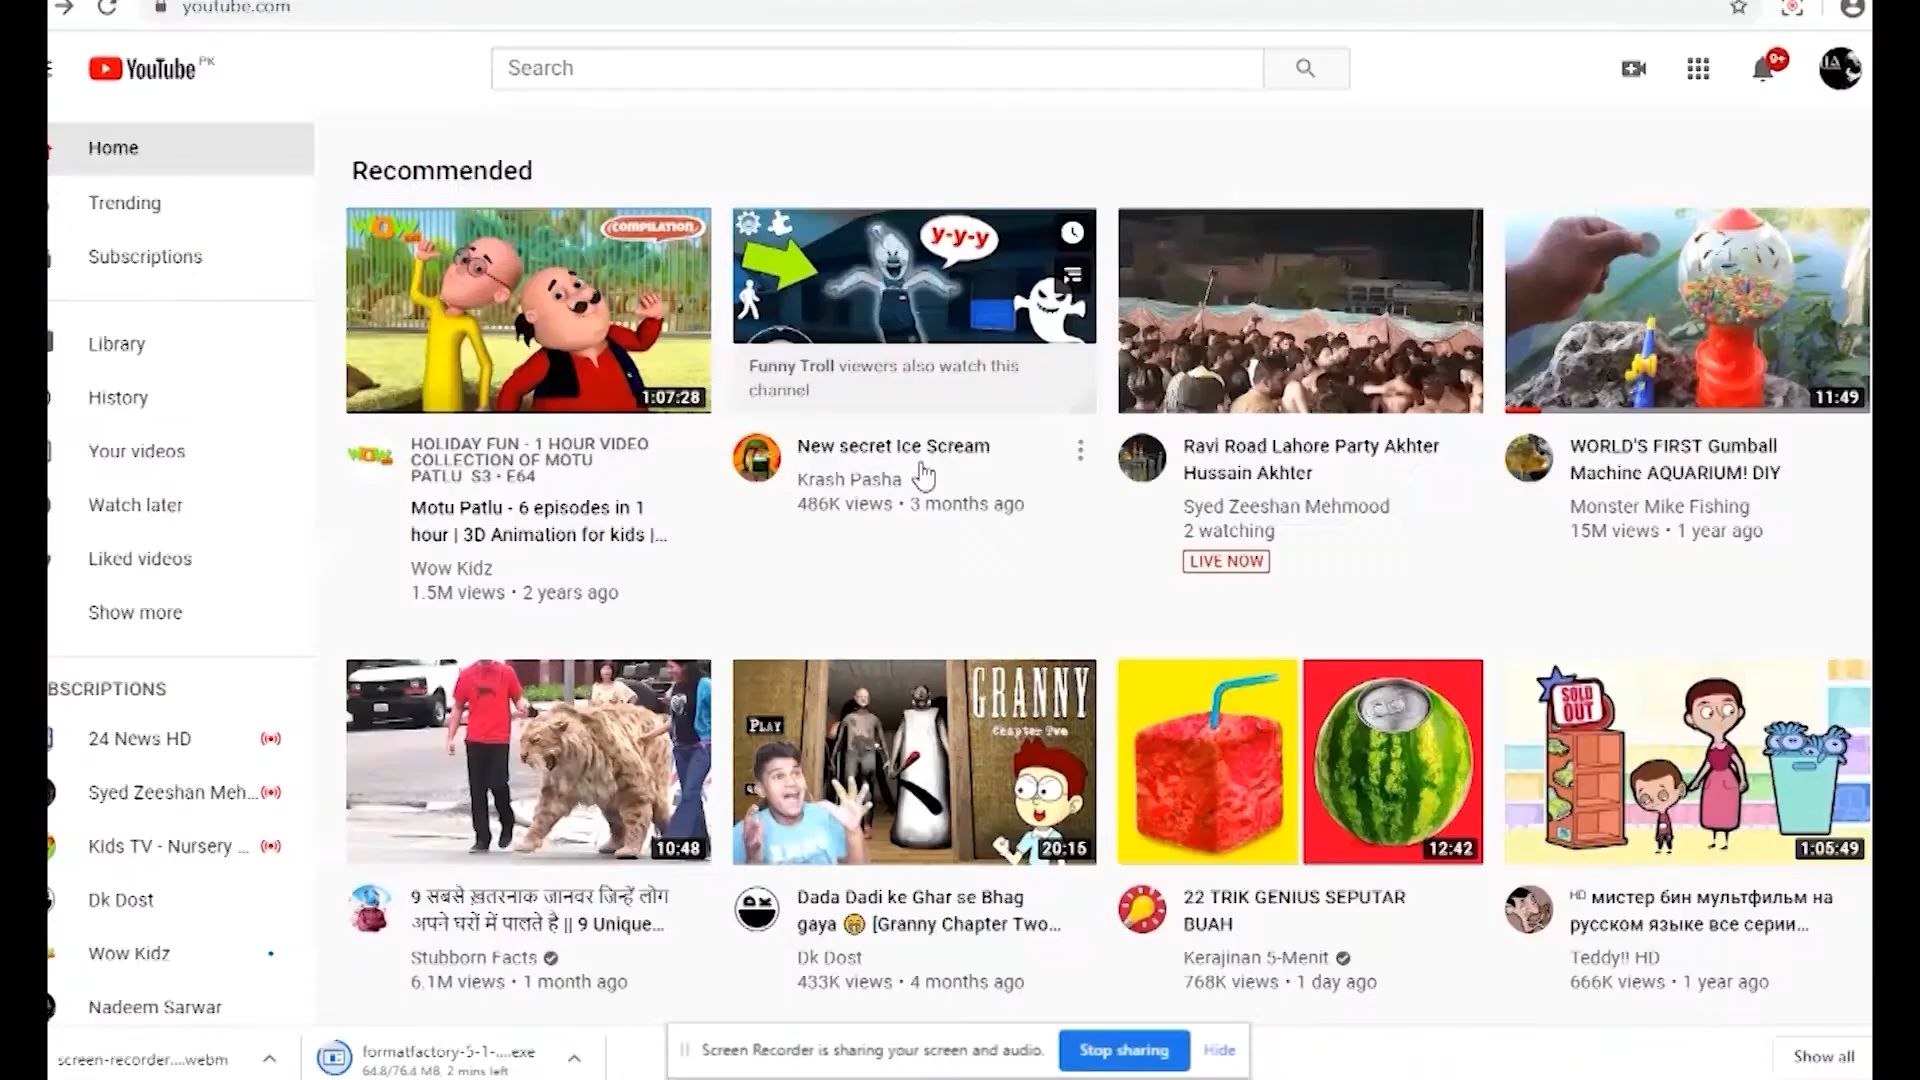 youtube.com
YouTube PK
Search
9+
Home
Trending
Subscriptions
Library
History
Your videos
Watch later
Liked videos
Show more
BSCRIPTIONS
24 News HD
Syed Zeeshan Meh...
Kids TV - Nursery ...
Dk Dost
Wow Kidz
Nadeem Sarwar
Recommended
WOW
COMPILATION
1:07:28
HOLIDAY FUN - 1 HOUR VIDEO
COLLECTION OF MOTU
PATLU S3 - E64
Motu Patlu - 6 episodes in 1
hour | 3D Animation for kids |...
Wow Kidz
1.5M views • 2 years ago
y-y-y
Funny Troll viewers also watch this
channel
New secret Ice Scream
Krash Pasha
486K views • 3 months ago
Ravi Road Lahore Party Akhter
Hussain Akhter
Syed Zeeshan Mehmood
2 watching
LIVE NOW
11:49
WORLD'S FIRST Gumball
Machine AQUARIUM! DIY
Monster Mike Fishing
15M views • 1 year ago
10:48
9 सबसे ख़तरनाक जानवर जिन्हें लोग
अपने घरों में पालते है || 9 Unique...
Stubborn Facts
6.1M views • 1 month ago
GRANNY
Chapter Two
PLAY
20:15
Dada Dadi ke Ghar se Bhag
gaya 😁 [Granny Chapter Two...
Dk Dost
433K views • 4 months ago
12:42
22 TRIK GENIUS SEPUTAR
BUAH
Kerajinan 5-Menit
768K views • 1 day ago
SOLD
OUT
1:05:49
HD мистер бин мультфильм на
русском языке все серии...
Teddy!! HD
666K views • 1 year ago
screen-recorder....webm
formatfactory-5-1-....exe
64.8/76.4 MB, 2 mins left
Screen Recorder is sharing your screen and audio.
Stop sharing
Hide
Show all